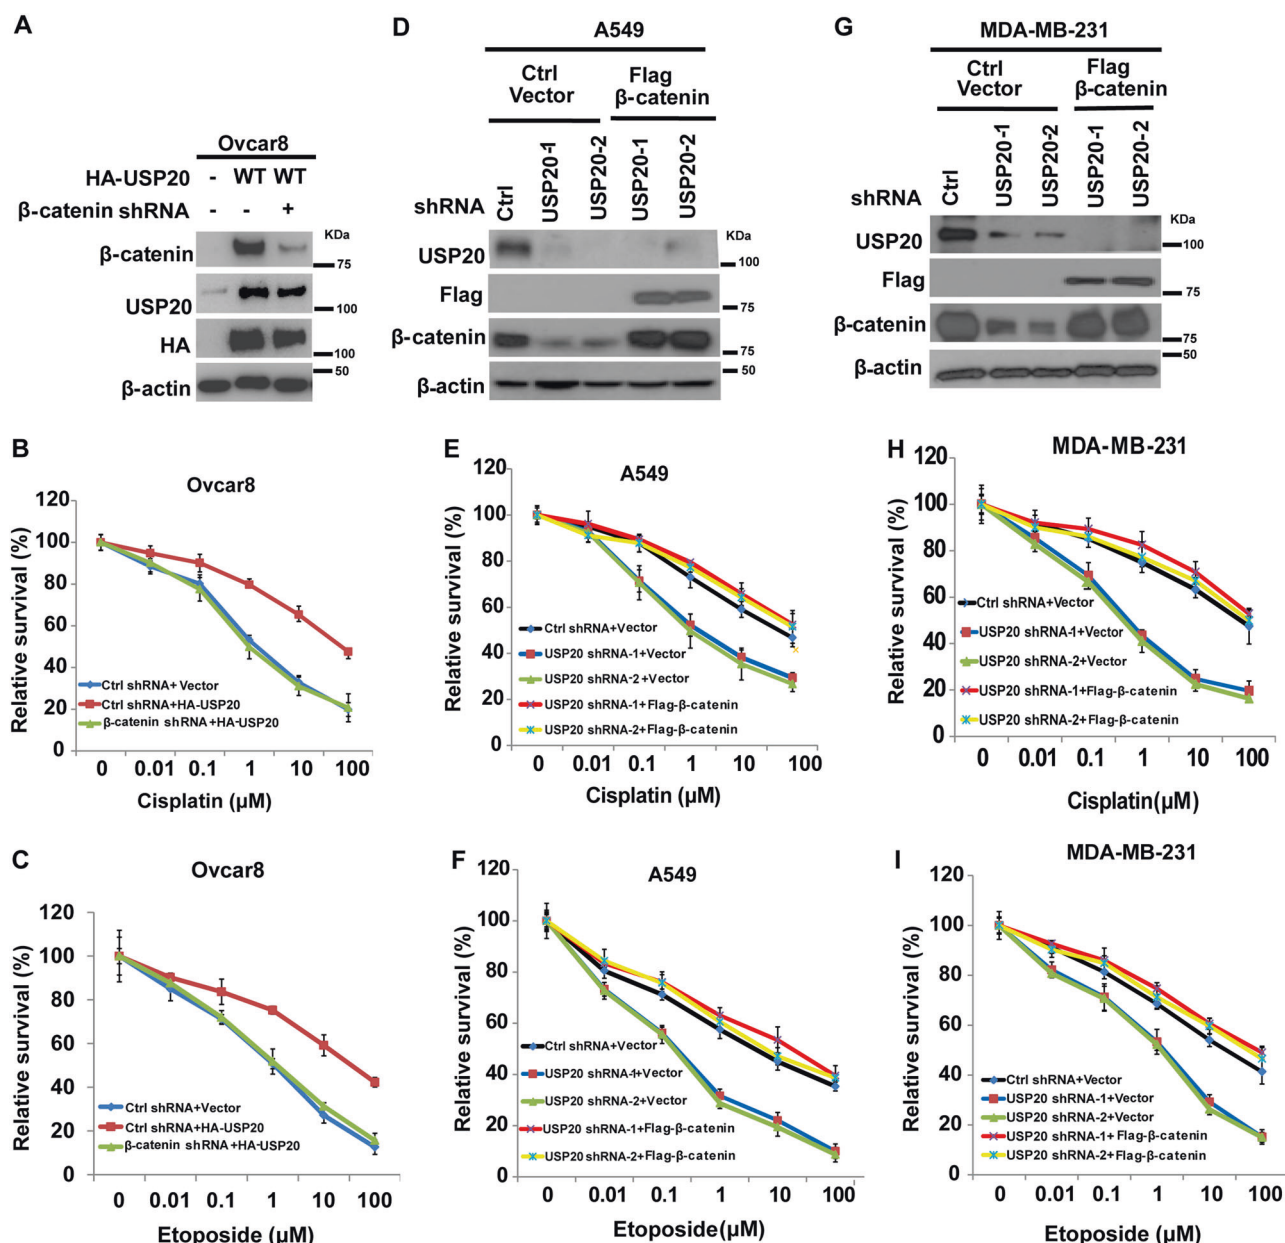 A
Ovcar8
HA-USP20 - WT WT
β-catenin shRNA - - +
KDa
β-catenin
75
USP20
100
HA
100
50
β-actin
D
A549
Ctrl Vector
Flag β-catenin
shRNA Ctrl USP20-1 USP20-2 USP20-1 USP20-2
KDa
USP20
100
Flag
75
β-catenin
75
50
β-actin
G
MDA-MB-231
Ctrl Vector
Flag β-catenin
shRNA Ctrl USP20-1 USP20-2 USP20-1 USP20-2
KDa
USP20
100
Flag
75
β-catenin
75
50
β-actin
B
Ovcar8
Relative survival (%)
120
100
80
60
40
20
0
Ctrl shRNA+Vector
Ctrl shRNA+HA-USP20
β-catenin shRNA+HA-USP20
0 0.01 0.1 1 10 100
Cisplatin (µM)
E
A549
Relative survival (%)
120
100
80
60
40
20
0
Ctrl shRNA+Vector
USP20 shRNA-1+Vector
USP20 shRNA-2+Vector
USP20 shRNA-1+Flag-β-catenin
USP20 shRNA-2+Flag-β-catenin
0 0.01 0.1 1 10 100
Cisplatin (µM)
H
MDA-MB-231
Relative survival (%)
120
100
80
60
40
20
0
Ctrl shRNA+Vector
USP20 shRNA-1+Vector
USP20 shRNA-2+Vector
USP20 shRNA-1+Flag-β-catenin
USP20 shRNA-2+Flag-β-catenin
0 0.01 0.1 1 10 100
Cisplatin(µM)
C
Ovcar8
Relative survival (%)
120
100
80
60
40
20
0
Ctrl shRNA+Vector
Ctrl shRNA+HA-USP20
β-catenin shRNA+HA-USP20
0 0.01 0.1 1 10 100
Etoposide (µM)
F
A549
Relative survival (%)
120
100
80
60
40
20
0
Ctrl shRNA+Vector
USP20 shRNA-1+Vector
USP20 shRNA-2+Vector
USP20 shRNA-1+Flag-β-catenin
USP20 shRNA-2+Flag-β-catenin
0 0.01 0.1 1 10 100
Etoposide(µM)
I
MDA-MB-231
Relative survival (%)
120
100
80
60
40
20
0
Ctrl shRNA+Vector
USP20 shRNA-1+Vector
USP20 shRNA-2+Vector
USP20 shRNA-1+Flag-β-catenin
USP20 shRNA-2+Flag-β-catenin
0 0.01 0.1 1 10 100
Etoposide (µM)